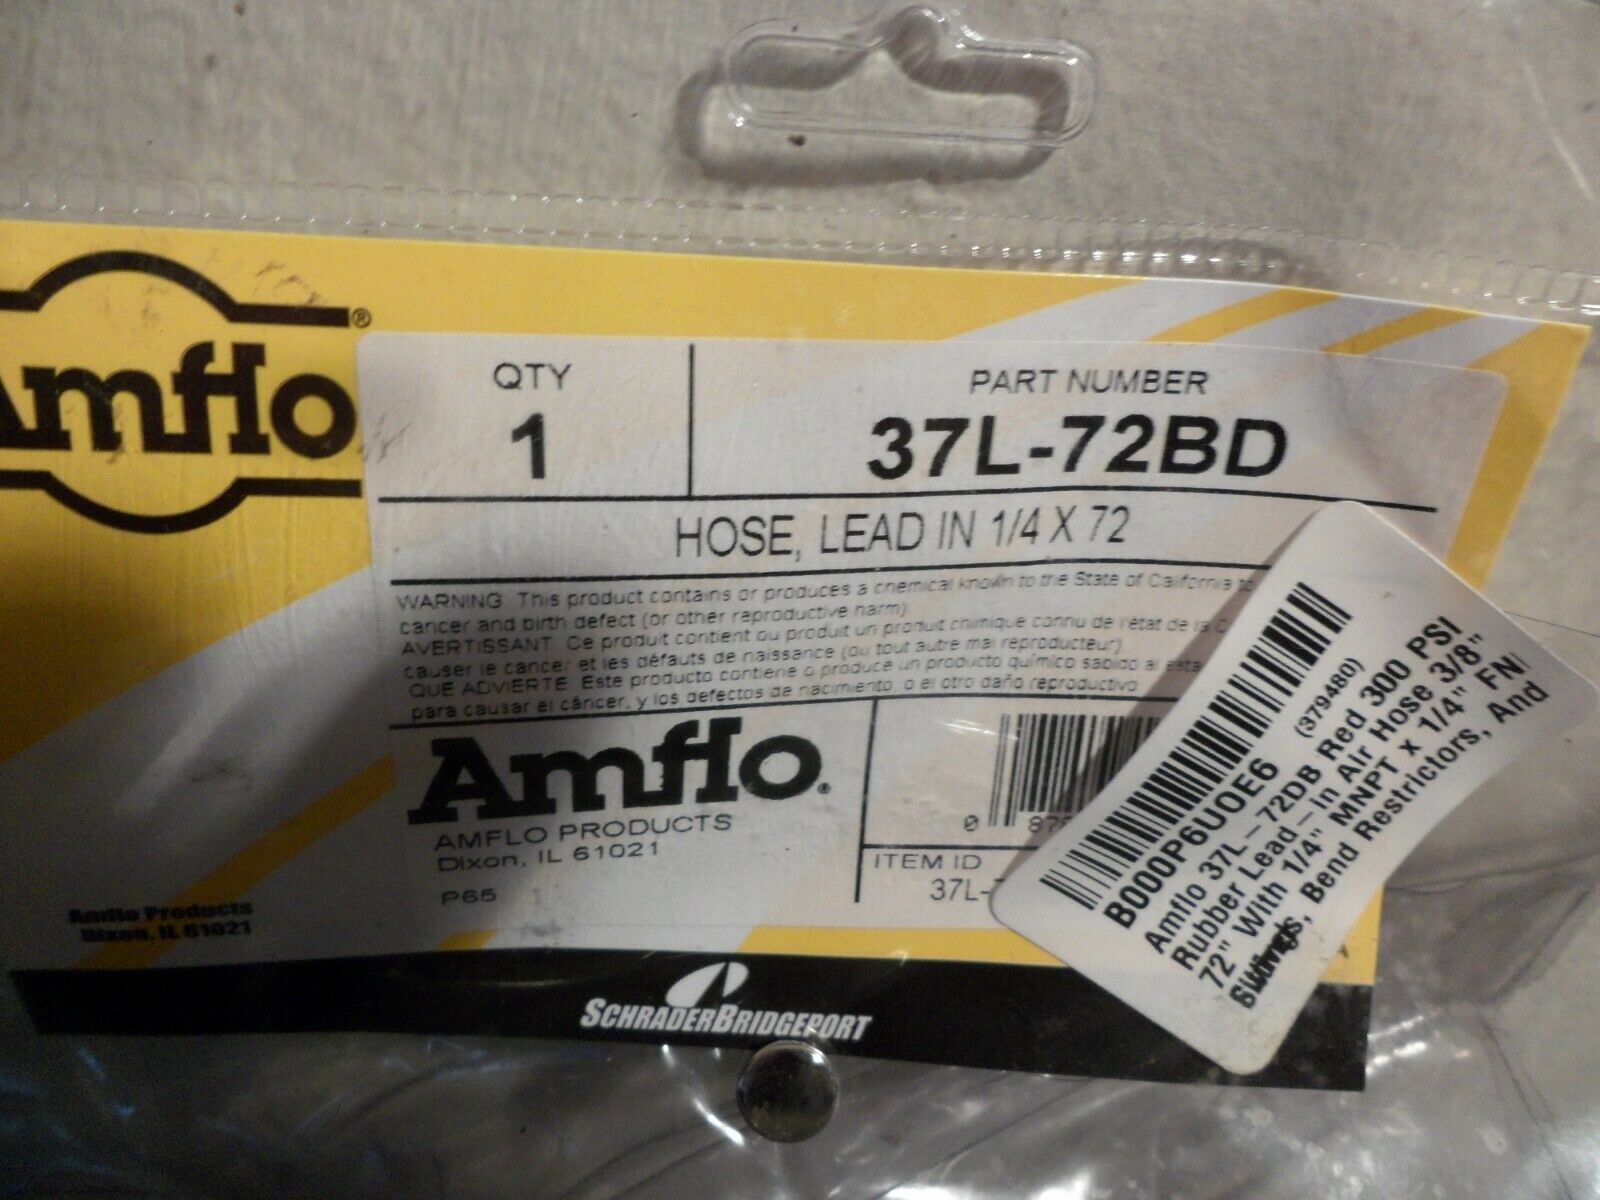 Amflo®
QTY
1
PART NUMBER
37L-72BD
HOSE, LEAD IN 1/4 X 72
WARNING This product contains or produces a chemical known to the State of California to
cancer and birth defect (or other reproductive harm)
AVERTISSANT Ce produit contient ou produit un produit chimique connu de l'état de la C
causer le cancer et les défauts de naissance (ou tout autre mal reproducteur)
QUE ADVIERTE Este producto contiene o produce un producto químico sabido al esta
para causar el cáncer, y los defectos de nacimiento, o el otro daño reproductivo
Amflo.
AMFLO PRODUCTS
Dixon, IL 61021
P65
0 87
ITEM ID
37L-
Amflo Products
Dixon, IL 61021
SCHRADERBRIDGEPORT
B000P6U0E6 (379480)
Amflo 37L-72DB Red 300 PSI
Rubber Lead-in Air Hose 3/8"
72" With 1/4" MNPT x 1/4" FN
Bend Restrictors, And